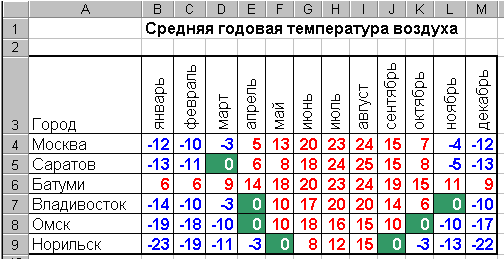 A B C D E F G H I J K L M
1 Средняя годовая температура воздуха
2
3 Город январь февраль март апрель май июнь июль август сентябрь октябрь ноябрь декабрь
4 Москва -12 -10 -3 5 13 20 23 24 15 7 -4 -12
5 Саратов -13 -11 0 6 8 18 24 25 15 8 -5 -13
6 Батуми 6 6 9 14 18 20 23 24 19 15 11 9
7 Владивосток -14 -10 -3 0 10 17 20 20 14 6 0 -10
8 Омск -19 -18 -10 0 10 18 16 15 10 0 -10 -17
9 Норильск -23 -19 -11 -3 0 8 12 15 0 -3 -13 -22